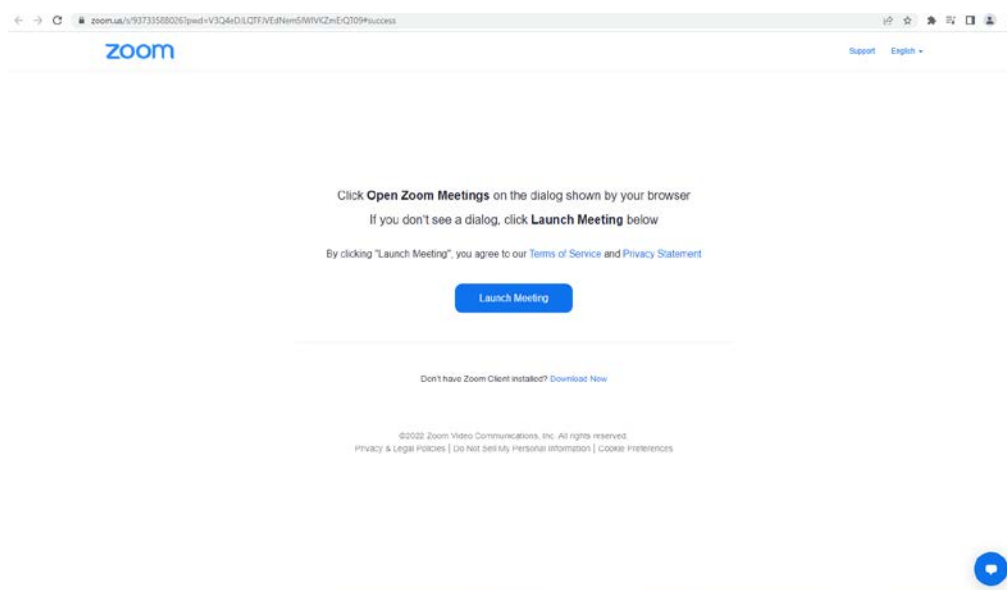 zoom
Support English
Click Open Zoom Meetings on the dialog shown by your browser
If you don't see a dialog, click Launch Meeting below
By clicking "Launch Meeting", you agree to our Terms of Service and Privacy Statement
Launch Meeting
Don't have Zoom Client installed? Download Now
©2022 Zoom Video Communications, Inc. All rights reserved.
Privacy & Legal Policies | Do Not Sell My Personal Information | Cookie Preferences